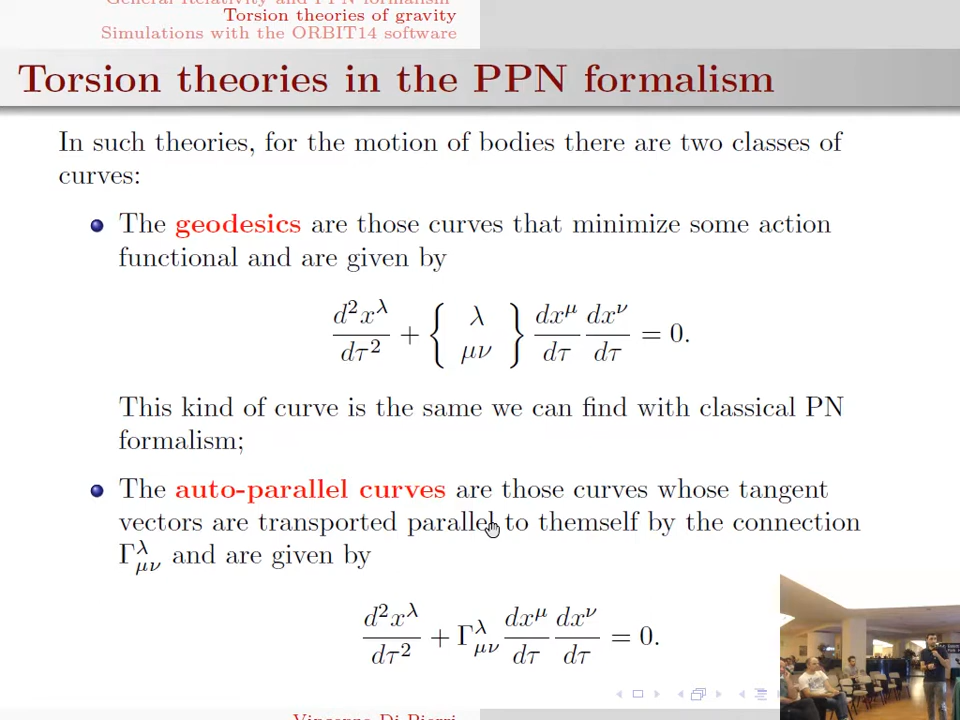 General Relativity and PPN formalism
Torsion theories of gravity
Simulations with the ORBIT14 software
Torsion theories in the PPN formalism
In such theories, for the motion of bodies there are two classes of
curves:
The geodesics are those curves that minimize some action
functional and are given by
d²x^λ/dτ² + { λ μν } dx^μ/dτ dx^ν/dτ = 0.
This kind of curve is the same we can find with classical PN
formalism;
The auto-parallel curves are those curves whose tangent
vectors are transported parallel to themself by the connection
Γ^λ_μν and are given by
d²x^λ/dτ² + Γ^λ_μν dx^μ/dτ dx^ν/dτ = 0.